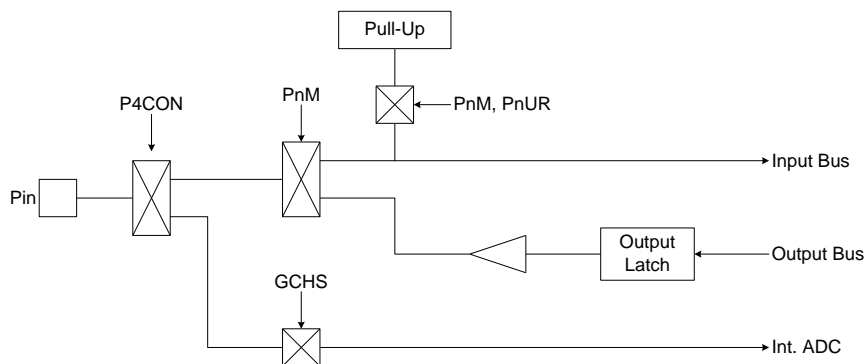 Pull-Up
P4CON
PnM
PnM, PnUR
Input Bus
Pin
Output
Latch
Output Bus
GCHS
Int. ADC